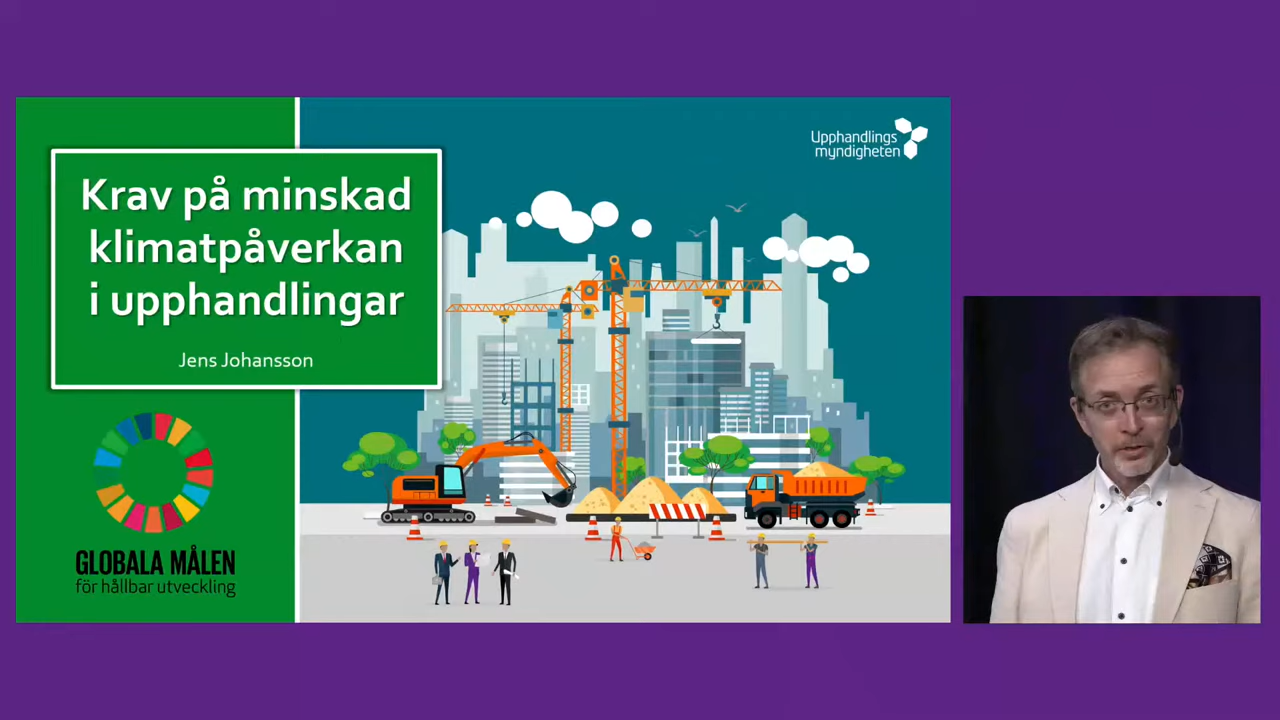 Krav på minskad
klimatpåverkan
i upphandlingar
Jens Johansson
GLOBALA MÅLEN
för hållbar utveckling
Upphandlings
myndigheten